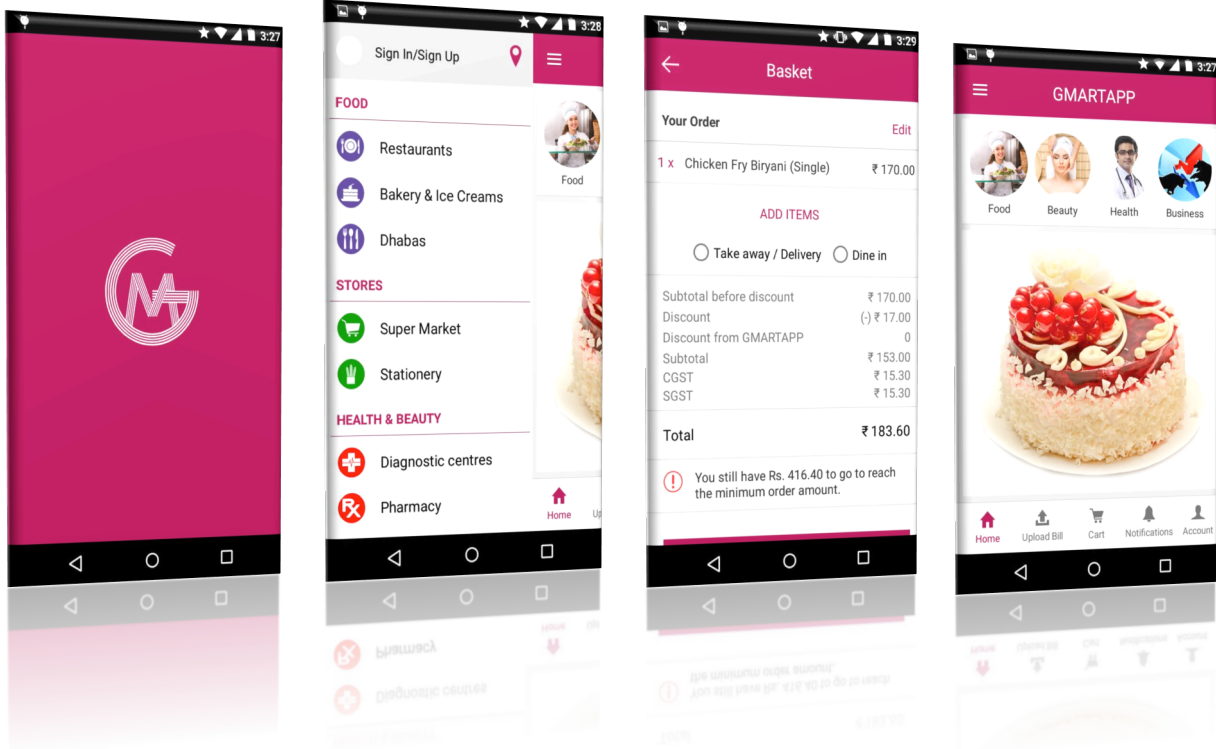 3:27
GM
3:28
Sign In/Sign Up
FOOD
Restaurants
Bakery & Ice Creams
Dhabas
STORES
Super Market
Stationery
HEALTH & BEAUTY
Diagnostic centres
Pharmacy
Food
Home
Up
3:29
Basket
Your Order
Edit
1 x Chicken Fry Biryani (Single) ₹ 170.00
ADD ITEMS
Take away / Delivery Dine in
Subtotal before discount ₹ 170.00
Discount (-) ₹ 17.00
Discount from GMARTAPP 0
Subtotal ₹ 153.00
CGST ₹ 15.30
SGST ₹ 15.30
Total ₹ 183.60
You still have Rs. 416.40 to go to reach
the minimum order amount.
3:27
GMARTAPP
Food Beauty Health Business
Home Upload Bill Cart Notifications Account